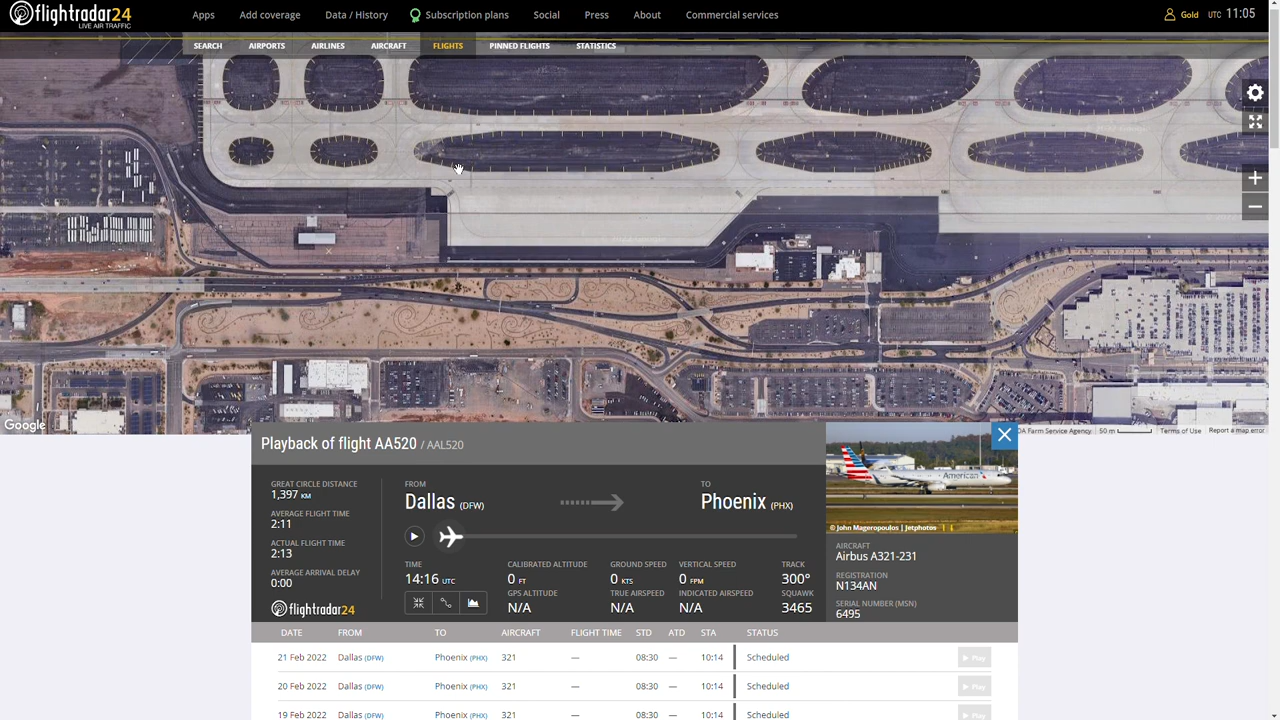 flightradar24
LIVE AIR TRAFFIC
Apps
Add coverage
Data / History
Subscription plans
Social
Press
About
Commercial services
Gold
UTC 11:05
SEARCH
AIRPORTS
AIRLINES
AIRCRAFT
FLIGHTS
PINNED FLIGHTS
STATISTICS
Google
DA Farm Service Agency
50 m
Terms of Use
Report a map error
Playback of flight AA520 / AAL520
GREAT CIRCLE DISTANCE
1,397 KM
AVERAGE FLIGHT TIME
2:11
ACTUAL FLIGHT TIME
2:13
AVERAGE ARRIVAL DELAY
0:00
flightradar24
FROM
Dallas (DFW)
TO
Phoenix (PHX)
TIME
14:16 UTC
CALIBRATED ALTITUDE
0 FT
GPS ALTITUDE
N/A
GROUND SPEED
0 KTS
TRUE AIRSPEED
N/A
VERTICAL SPEED
0 FPM
INDICATED AIRSPEED
N/A
TRACK
300°
SQUAWK
3465
American
© John Mageropoulos | Jetphotos
AIRCRAFT
Airbus A321-231
REGISTRATION
N134AN
SERIAL NUMBER (MSN)
6495
DATE FROM TO AIRCRAFT FLIGHT TIME STD ATD STA STATUS
21 Feb 2022 Dallas (DFW) Phoenix (PHX) 321 — 08:30 — 10:14 Scheduled Play
20 Feb 2022 Dallas (DFW) Phoenix (PHX) 321 — 08:30 — 10:14 Scheduled Play
19 Feb 2022 Dallas (DFW) Phoenix (PHX) 321 — 08:30 — 10:14 Scheduled Play